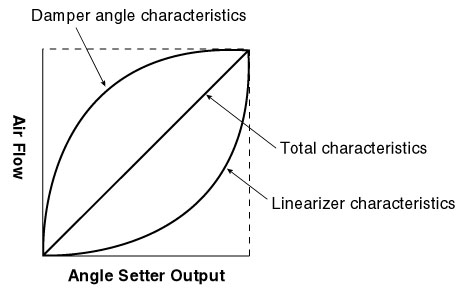 Damper angle characteristics
Air Flow
Total characteristics
Linearizer characteristics
Angle Setter Output